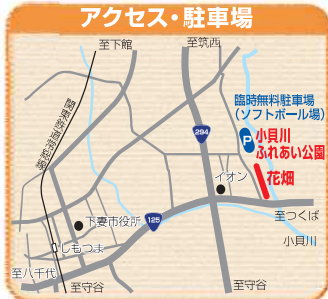 アクセス・駐車場
至下館
至筑西
関東鉄道常総線
臨時無料駐車場
(ソフトボール場)
P
小貝川
ふれあい公園
294
花畑
イオン
下妻市役所
125
至つくば
しもつま
小貝川
至八千代
至守谷
至守谷